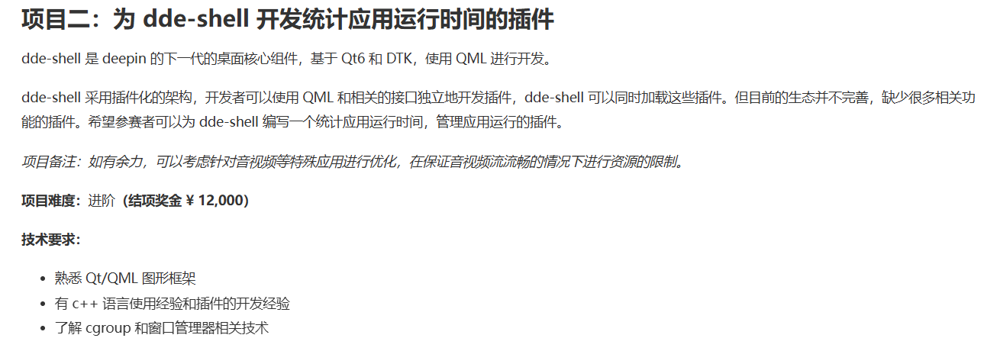 项目二：为 dde-shell 开发统计应用运行时间的插件
dde-shell 是 deepin 的下一代的桌面核心组件，基于 Qt6 和 DTK，使用 QML 进行开发。
dde-shell 采用插件化的架构，开发者可以使用 QML 和相关的接口独立地开发插件，dde-shell 可以同时加载这些插件。但目前的生态并不完善，缺少很多相关功
能的插件。希望参赛者可以为 dde-shell 编写一个统计应用运行时间，管理应用运行的插件。
项目备注：如有余力，可以考虑针对音视频等特殊应用进行优化，在保证音视频流流畅的情况下进行资源的限制。
项目难度：进阶（结项奖金 ¥ 12,000）
技术要求：
• 熟悉 Qt/QML 图形框架
• 有 c++ 语言使用经验和插件的开发经验
• 了解 cgroup 和窗口管理器相关技术